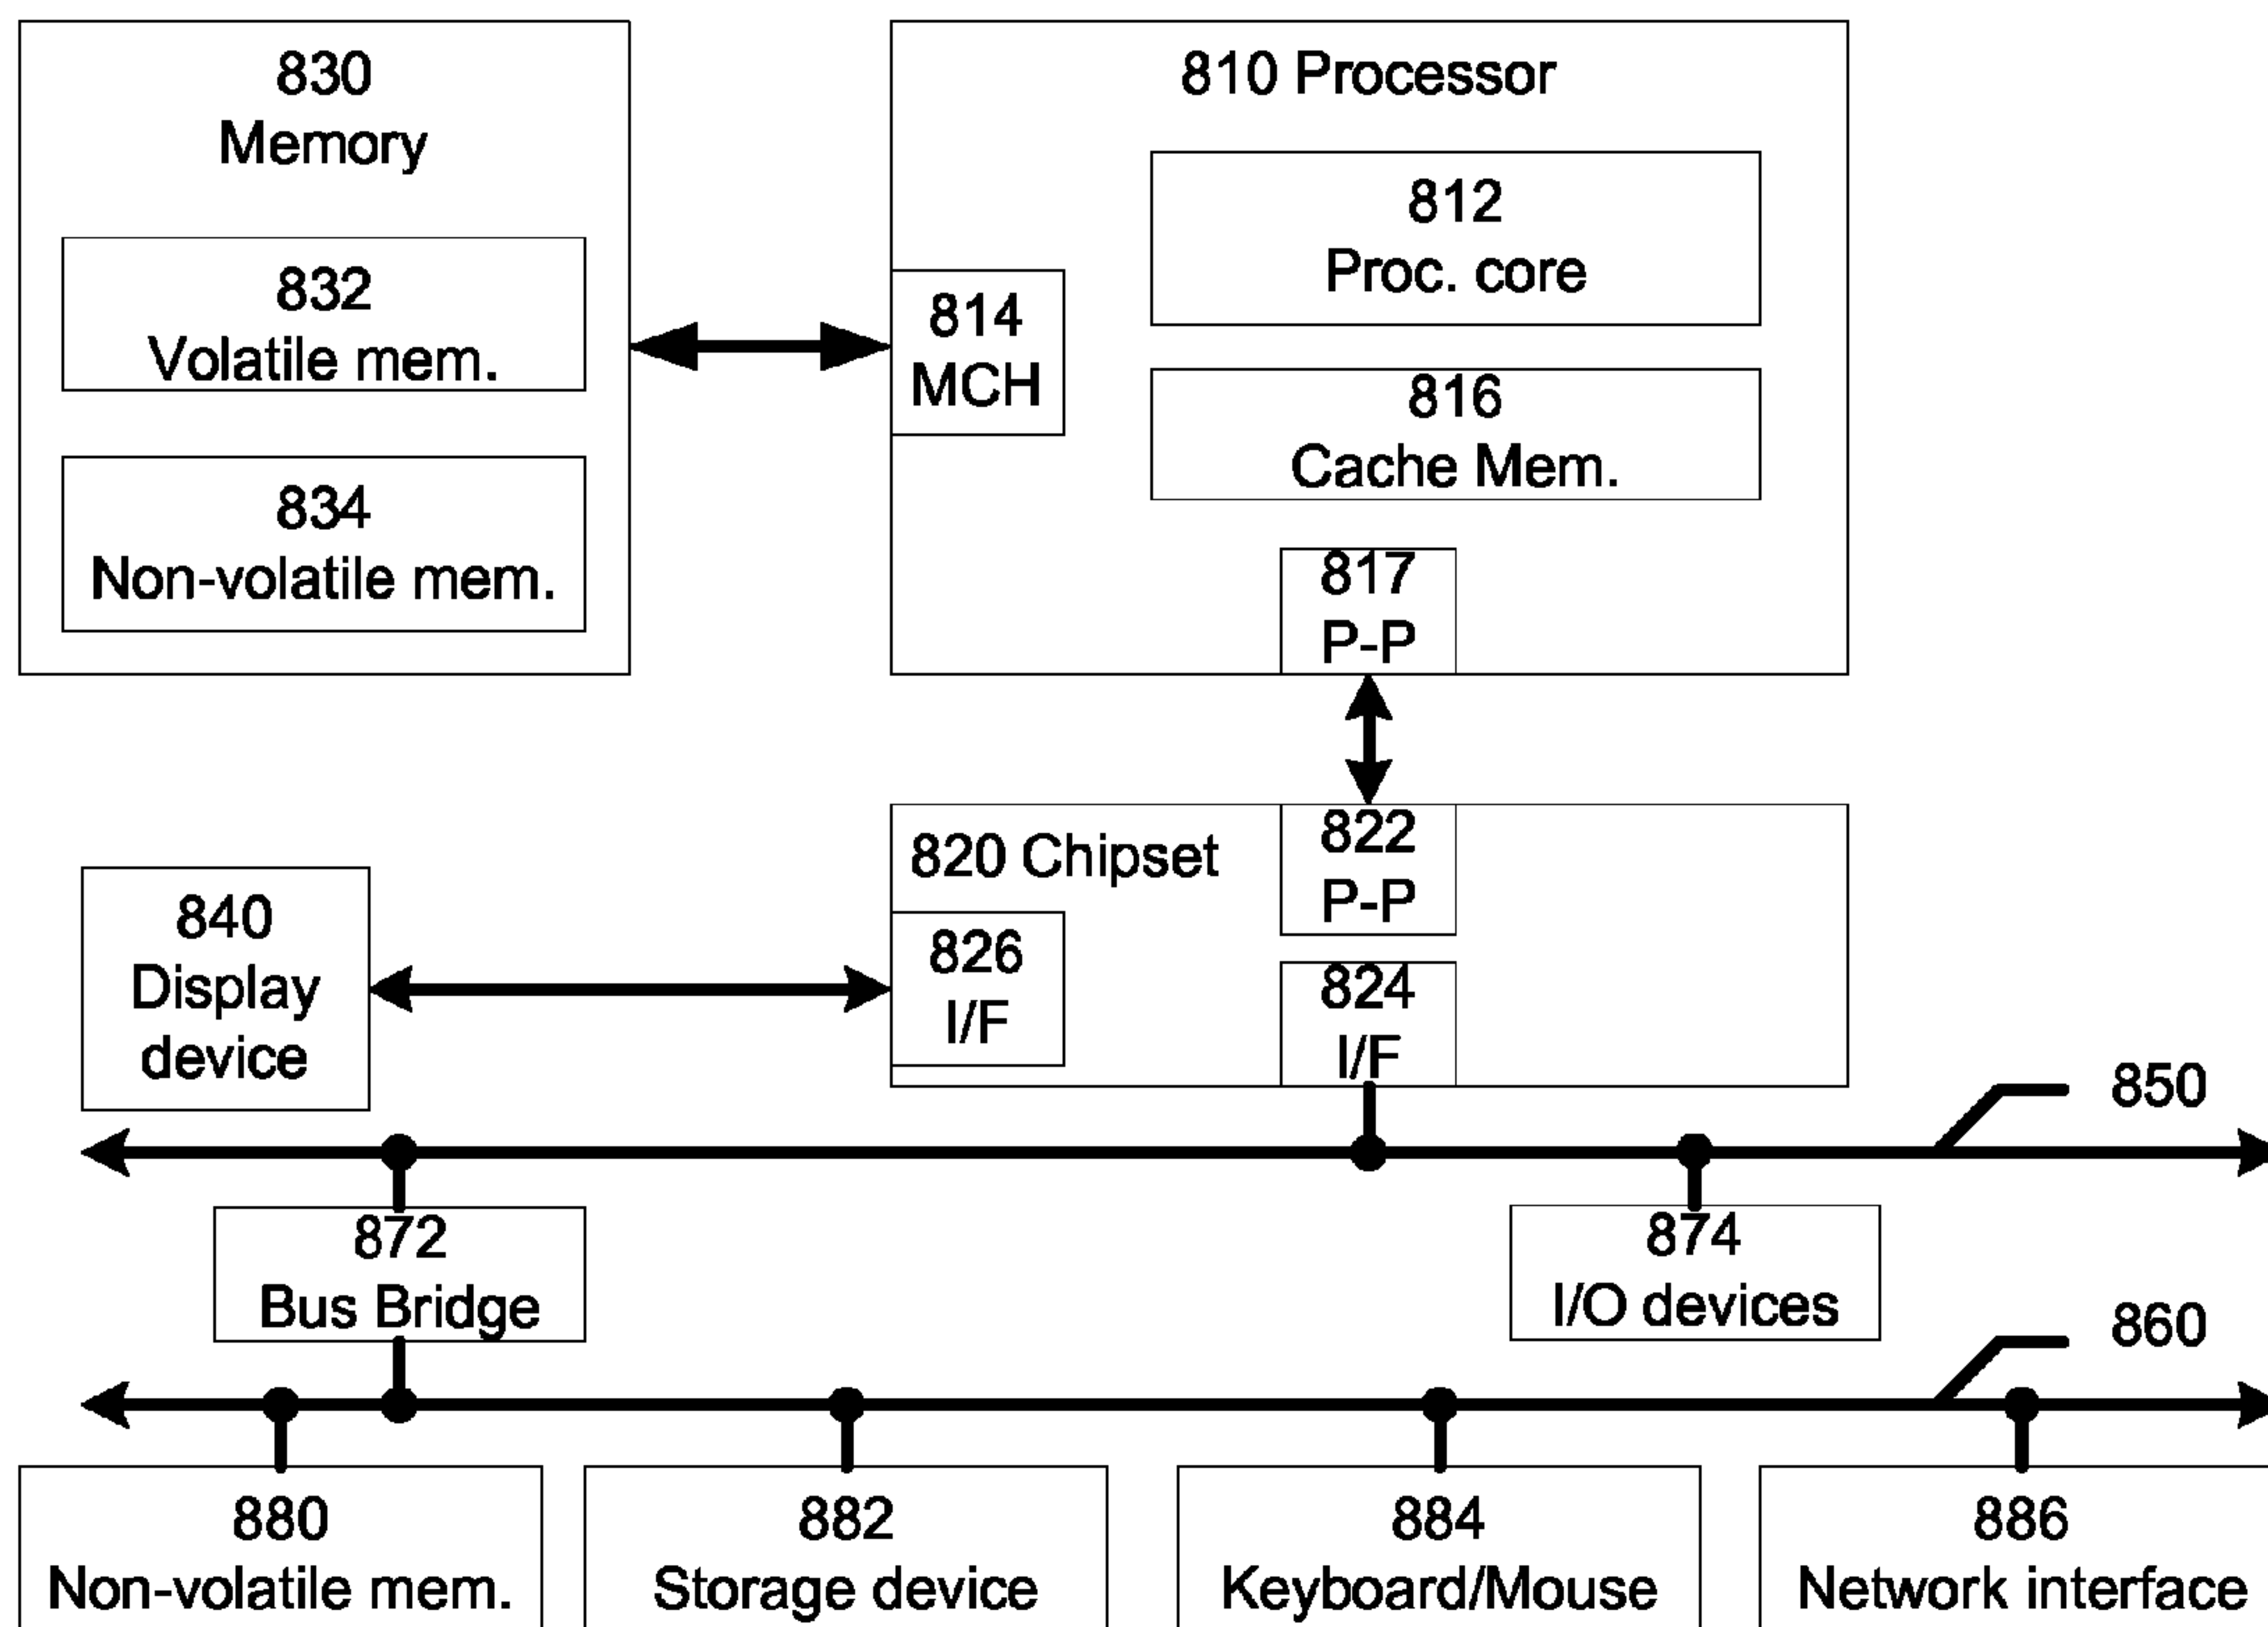 830
Memory
832
Volatile mem.
834
Non-volatile mem.
810 Processor
812
Proc. core
814
MCH
816
Cache Mem.
817
P-P
820 Chipset
822
P-P
826
I/F
824
I/F
840
Display
device
850
872
Bus Bridge
874
I/O devices
860
880
Non-volatile mem.
882
Storage device
884
Keyboard/Mouse
886
Network interface